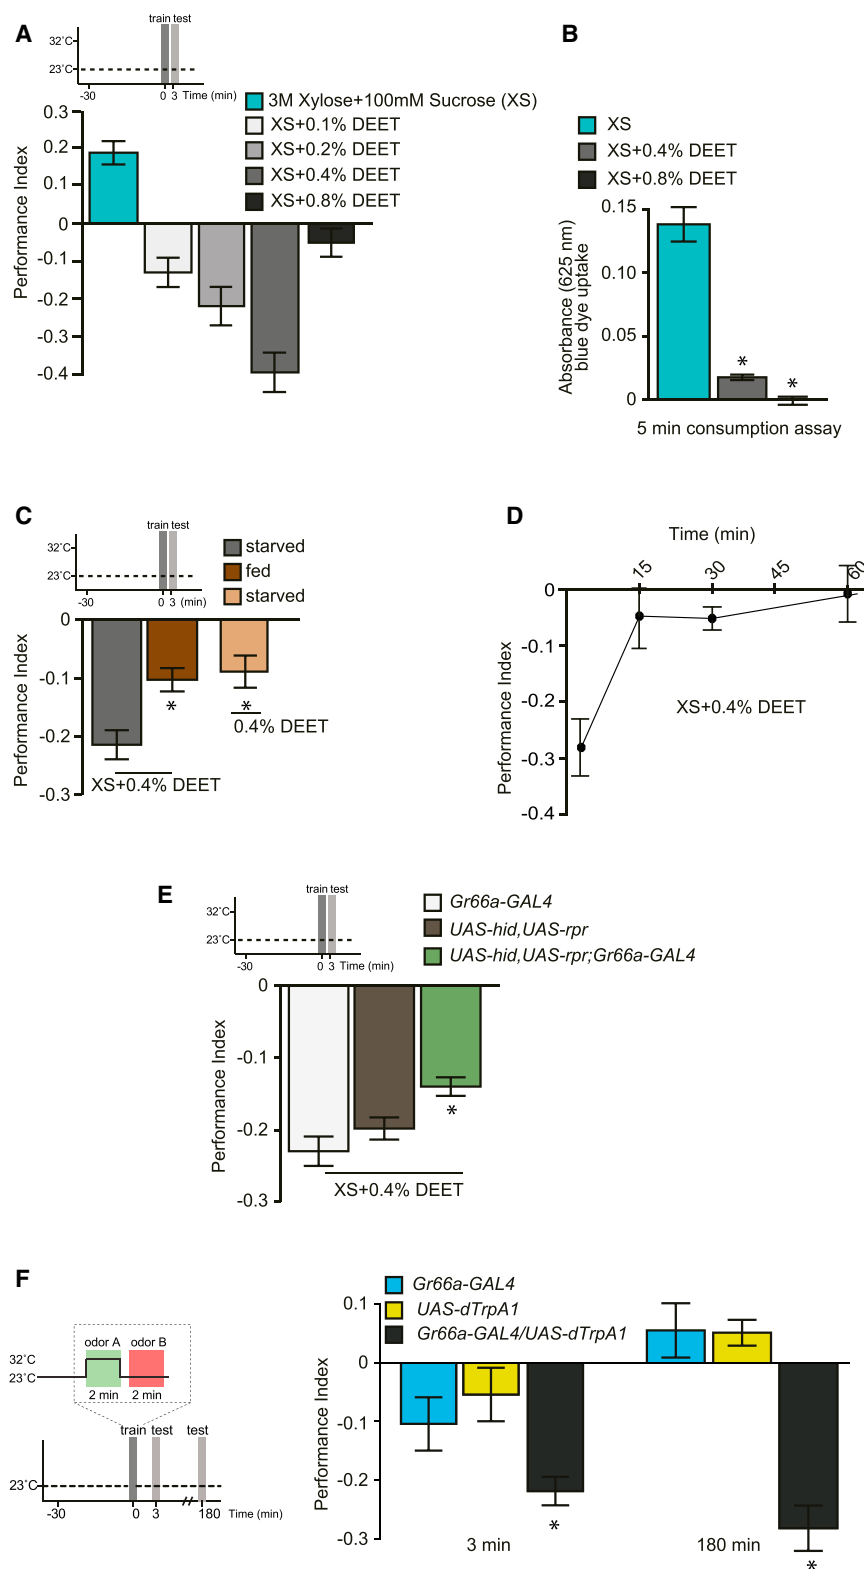 A
train test
32°C
23°C
-30
0
3
Time (min)
3M Xylose+100mM Sucrose (XS)
XS+0.1% DEET
XS+0.2% DEET
XS+0.4% DEET
XS+0.8% DEET
Performance Index
0.3
0.2
0.1
0
-0.1
-0.2
-0.3
-0.4
B
XS
XS+0.4% DEET
XS+0.8% DEET
Absorbance (625 nm)
blue dye uptake
0.15
0.10
0.05
0
*
*
5 min consumption assay
C
train test
32°C
23°C
-30
0
3
(min)
starved
fed
starved
Performance Index
0
-0.1
-0.2
-0.3
*
*
0.4% DEET
XS+0.4% DEET
D
Time (min)
15
30
45
60
Performance Index
0
-0.1
-0.2
-0.3
-0.4
XS+0.4% DEET
E
train test
32°C
23°C
-30
0
3
Time (min)
Gr66a-GAL4
UAS-hid,UAS-rpr
UAS-hid,UAS-rpr;Gr66a-GAL4
Performance Index
0
-0.1
-0.2
-0.3
*
XS+0.4% DEET
F
odor A
odor B
32°C
23°C
2 min
2 min
train test
test
23°C
-30
0
3
180
Time (min)
Gr66a-GAL4
UAS-dTrpA1
Gr66a-GAL4/UAS-dTrpA1
Performance Index
0.1
0
-0.1
-0.2
-0.3
*
*
3 min
180 min